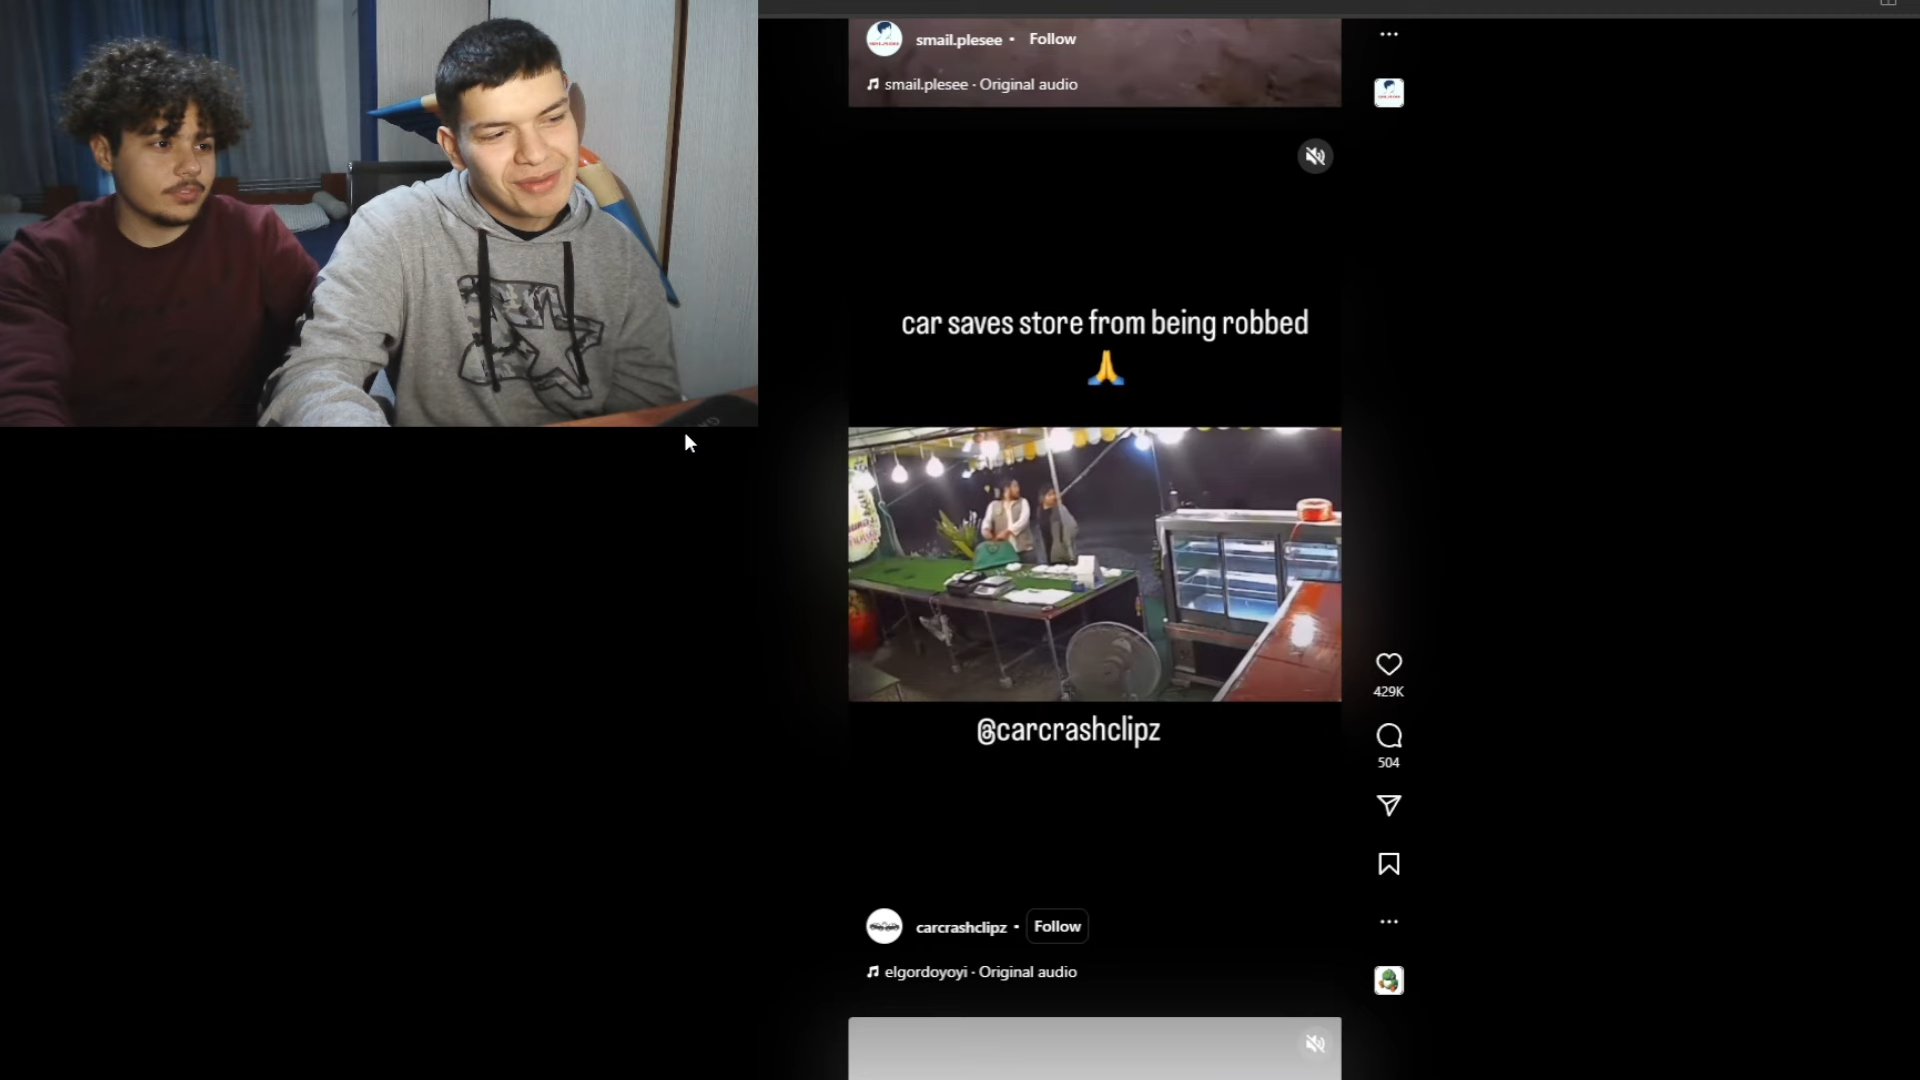 smail.plesee • Follow
smail.plesee · Original audio
car saves store from being robbed
@carcrashclipz
429K
504
carcrashclipz • Follow
elgordoyoyi · Original audio